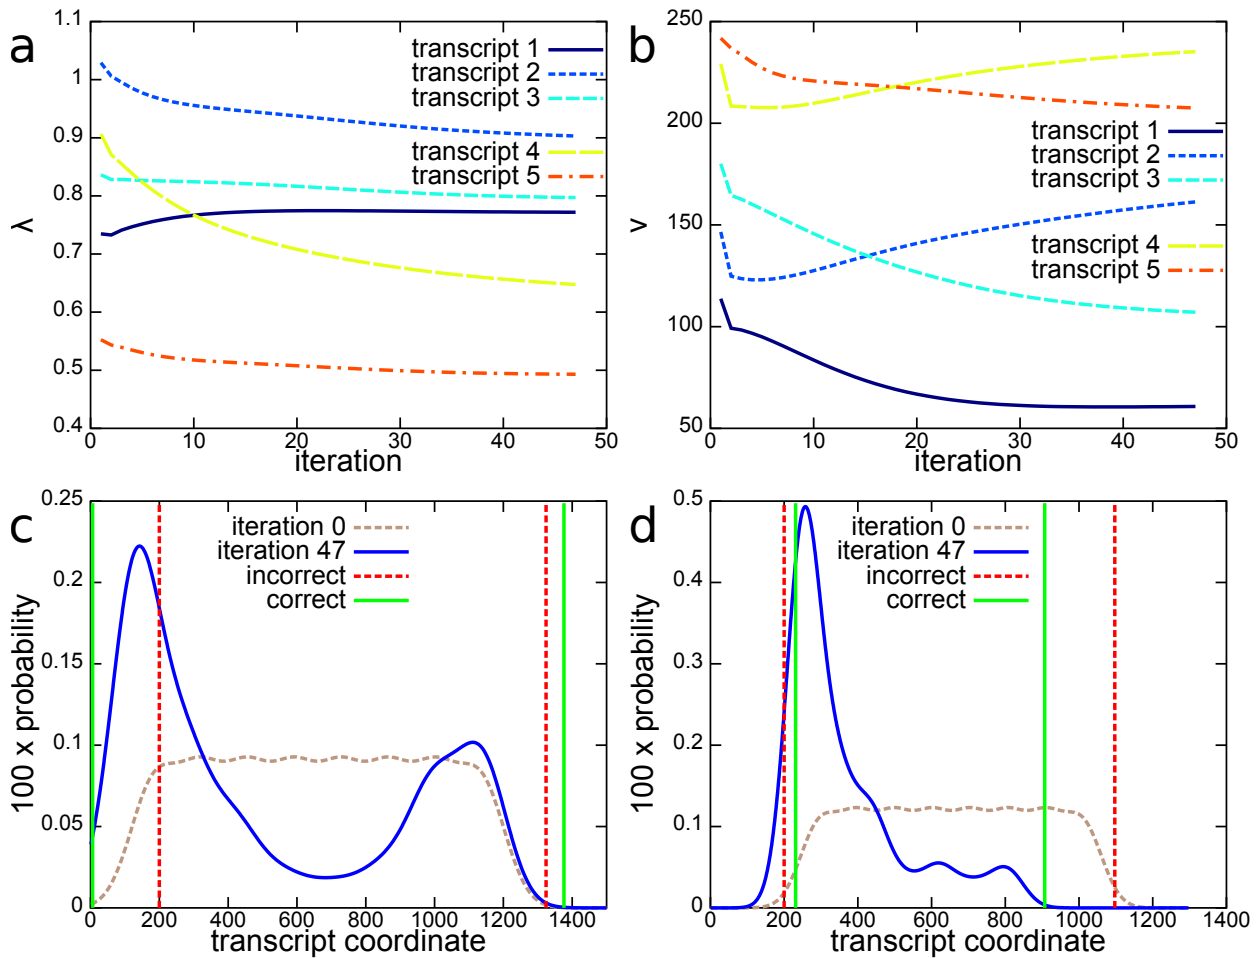 a
1.1
1
0.9
0.8
0.7
0.6
0.5
0.4
λ
transcript 1
transcript 2
transcript 3
transcript 4
transcript 5
0 10 20 30 40 50
iteration
b
250
200
150
100
50
v
transcript 1
transcript 2
transcript 3
transcript 4
transcript 5
0 10 20 30 40 50
iteration
c
0.25
0.2
0.15
0.1
0.05
0
100 x probability
iteration 0
iteration 47
incorrect
correct
0 200 400 600 800 1000 1200 1400
transcript coordinate
d
0.5
0.4
0.3
0.2
0.1
0
100 x probability
iteration 0
iteration 47
incorrect
correct
0 200 400 600 800 1000 1200 1400
transcript coordinate